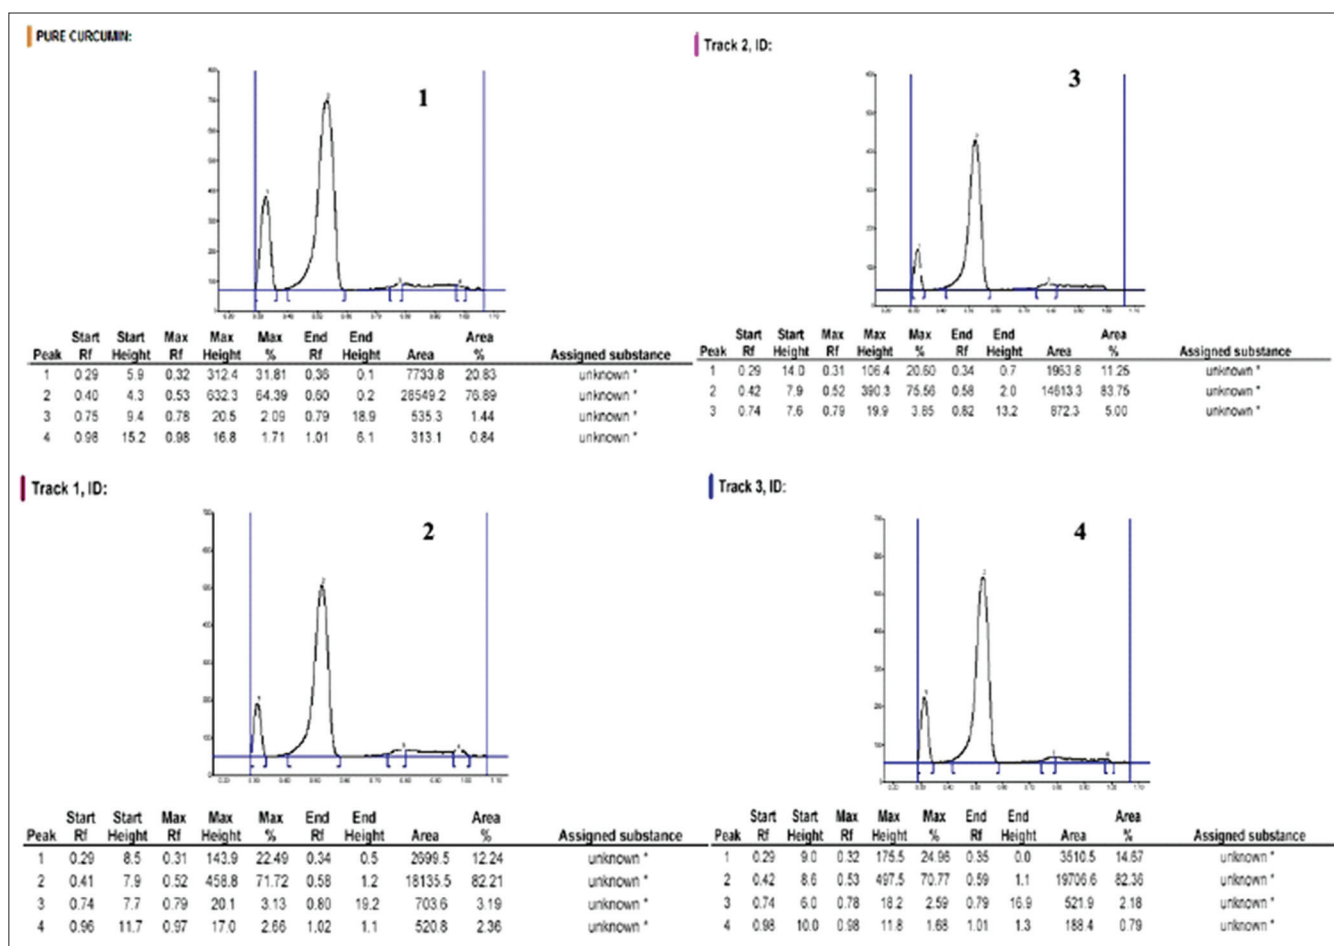 PURE CURCUMIN:
1
Peak Start Rf Start Height Max Rf Max Height Max % End Rf End Height Area Area % Assigned substance
1 0.29 5.9 0.32 312.4 31.81 0.36 0.1 7733.8 20.83 unknown *
2 0.40 4.3 0.53 632.3 64.39 0.60 0.2 28549.2 76.89 unknown *
3 0.75 9.4 0.78 20.5 2.09 0.79 18.9 535.3 1.44 unknown *
4 0.98 15.2 0.98 16.8 1.71 1.01 6.1 313.1 0.84 unknown *
Track 2, ID:
3
Peak Start Rf Start Height Max Rf Max Height Max % End Rf End Height Area Area % Assigned substance
1 0.29 14.0 0.31 106.4 20.60 0.34 0.7 1963.8 11.25 unknown *
2 0.42 7.9 0.52 390.3 75.56 0.58 2.0 14613.3 83.75 unknown *
3 0.74 7.6 0.79 19.9 3.85 0.82 13.2 872.3 5.00 unknown *
Track 1, ID:
2
Peak Start Rf Start Height Max Rf Max Height Max % End Rf End Height Area Area % Assigned substance
1 0.29 8.5 0.31 143.9 22.49 0.34 0.5 2699.5 12.24 unknown *
2 0.41 7.9 0.52 458.8 71.72 0.58 1.2 18135.5 82.21 unknown *
3 0.74 7.7 0.79 20.1 3.13 0.80 19.2 703.6 3.19 unknown *
4 0.96 11.7 0.97 17.0 2.66 1.02 1.1 520.8 2.36 unknown *
Track 3, ID:
4
Peak Start Rf Start Height Max Rf Max Height Max % End Rf End Height Area Area % Assigned substance
1 0.29 9.0 0.32 175.5 24.96 0.35 0.0 3510.5 14.67 unknown *
2 0.42 8.6 0.53 497.5 70.77 0.59 1.1 19706.6 82.36 unknown *
3 0.74 6.0 0.78 18.2 2.59 0.79 16.9 521.9 2.18 unknown *
4 0.98 10.0 0.98 11.8 1.68 1.01 1.3 188.4 0.79 unknown *